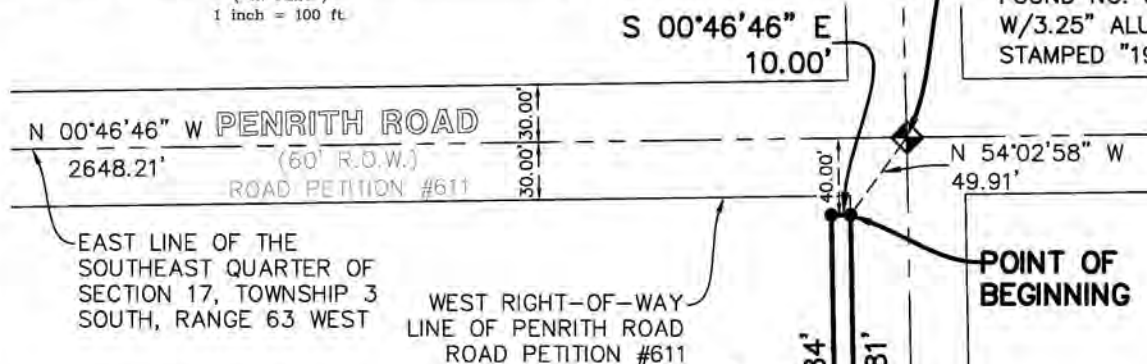 1 inch = 100 ft.
S 00°46'46" E
10.00'
W/3.25"
STAMPED
N 00°46'46" W
2648.21'
PENRITH ROAD
(60' R.O.W.)
ROAD PETITION #611
30.00'
30.00'
40.00'
N 54°02'58" W
49.91'
EAST LINE OF THE
SOUTHEAST QUARTER OF
SECTION 17, TOWNSHIP 3
SOUTH, RANGE 63 WEST
WEST RIGHT-OF-WAY
LINE OF PENRITH ROAD
ROAD PETITION #611
POINT OF
BEGINNING